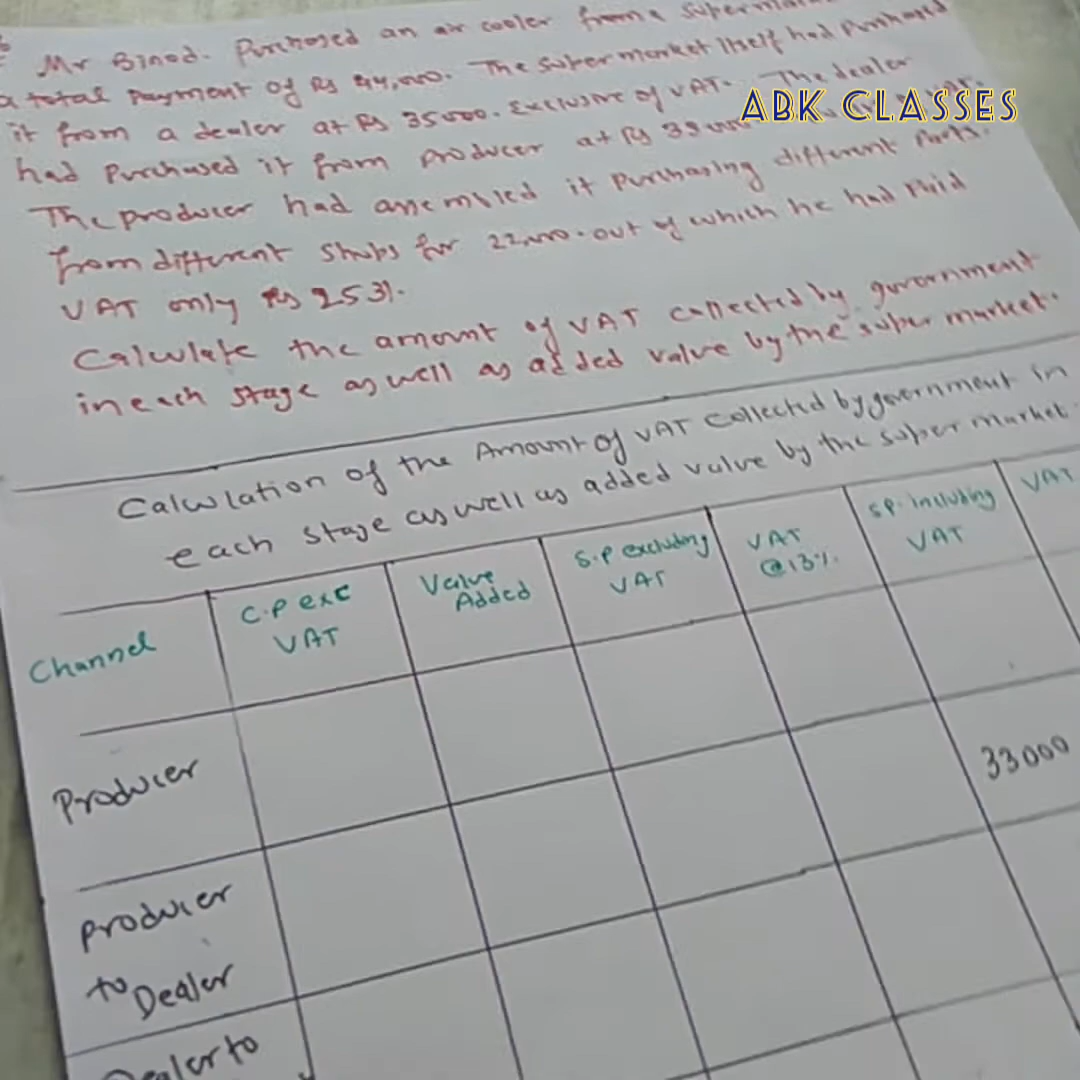 Mr Binod. Purchased an air cooler from a Super
a total payment of Rs 44,000. The supermarket itself had purchased
it from a dealer at Rs 35000. Exclusive of VAT. The dealer
had purchased it from producer at Rs
The producer had assembled it purchasing different parts.
from different shops for 22,000. out of which he had paid
VAT only Rs 2531.
Calculate the amount of VAT collected by government
in each stage as well as added value by the super market.
ABK CLASSES
Calculation of the Amount of VAT collected by government in
each stage as well as added value by the super market.
Channel
C.P exc
VAT
Value
Added
S.P excluding
VAT
VAT
@13%.
S.P. including
VAT
VAT
Producer
33000
producer
to Dealer
Dealer to